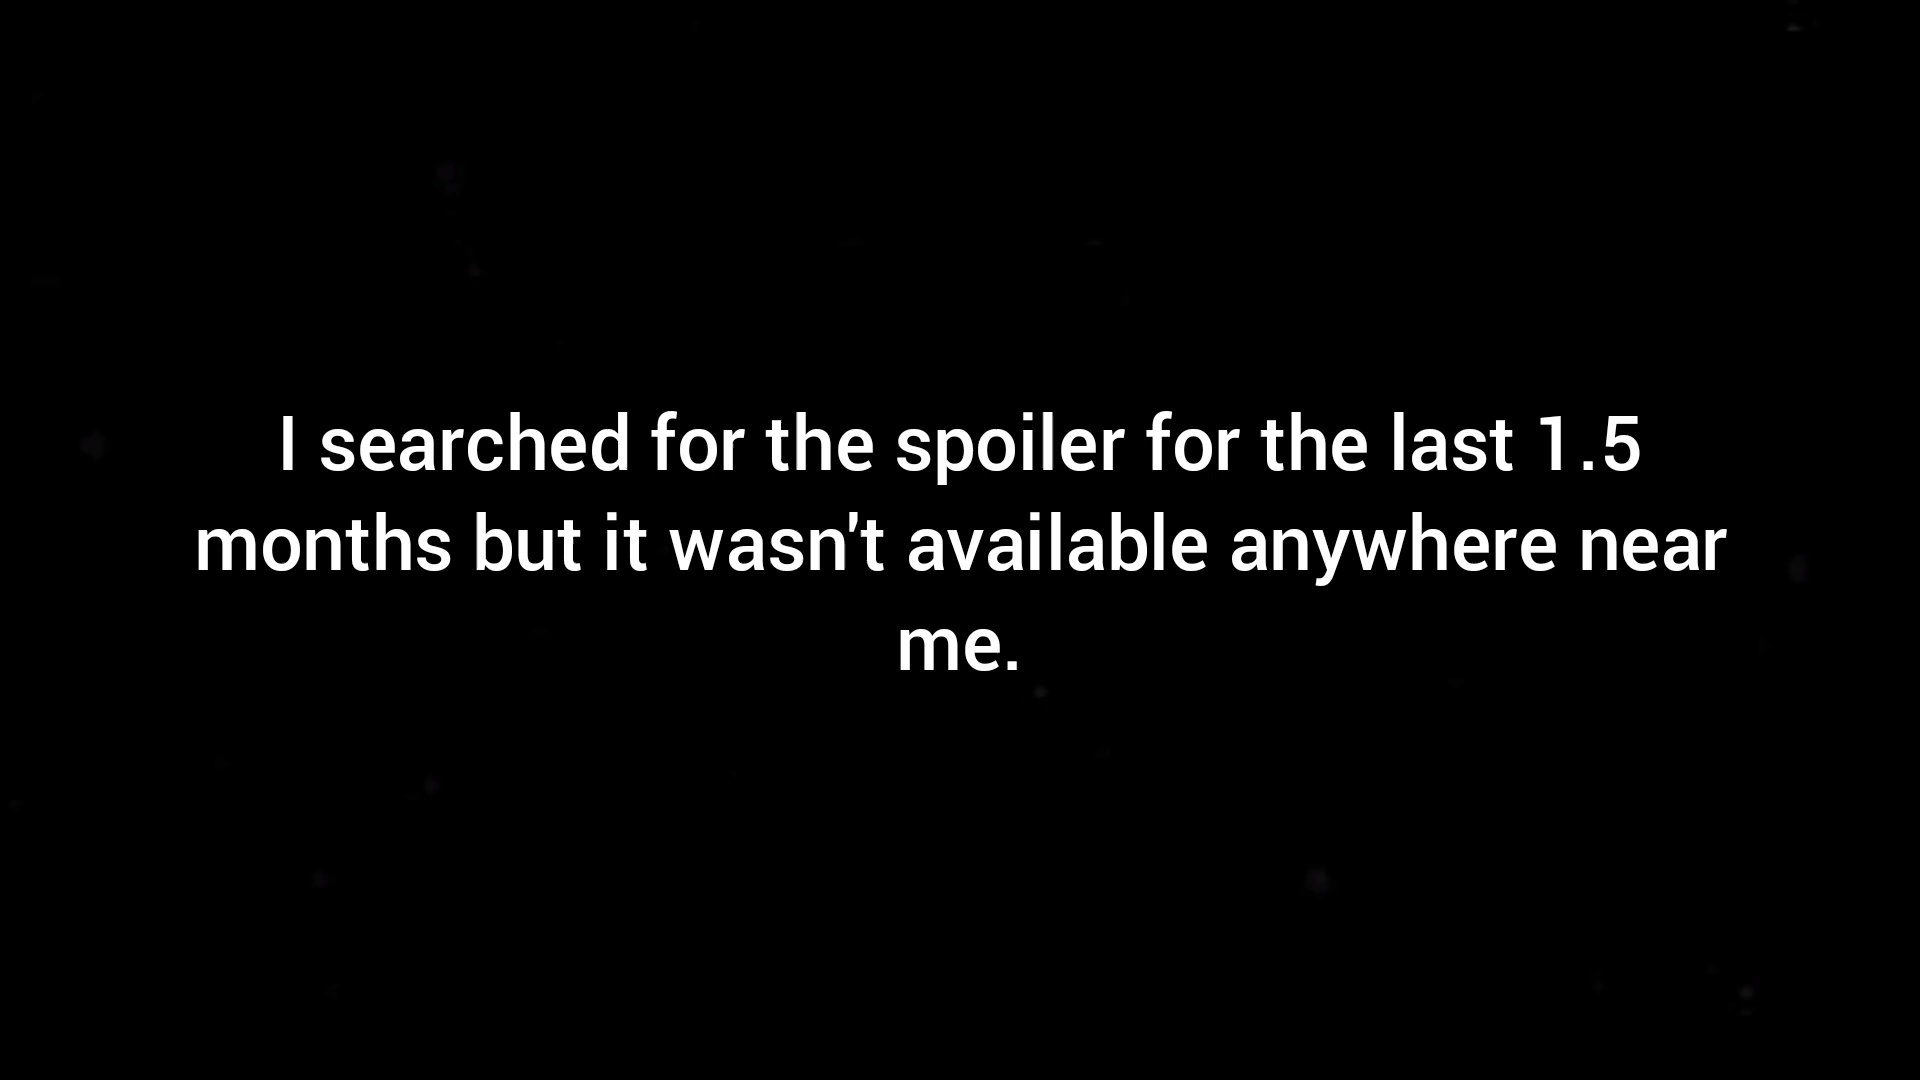 I searched for the spoiler for the last 1.5
months but it wasn't available anywhere near
me.